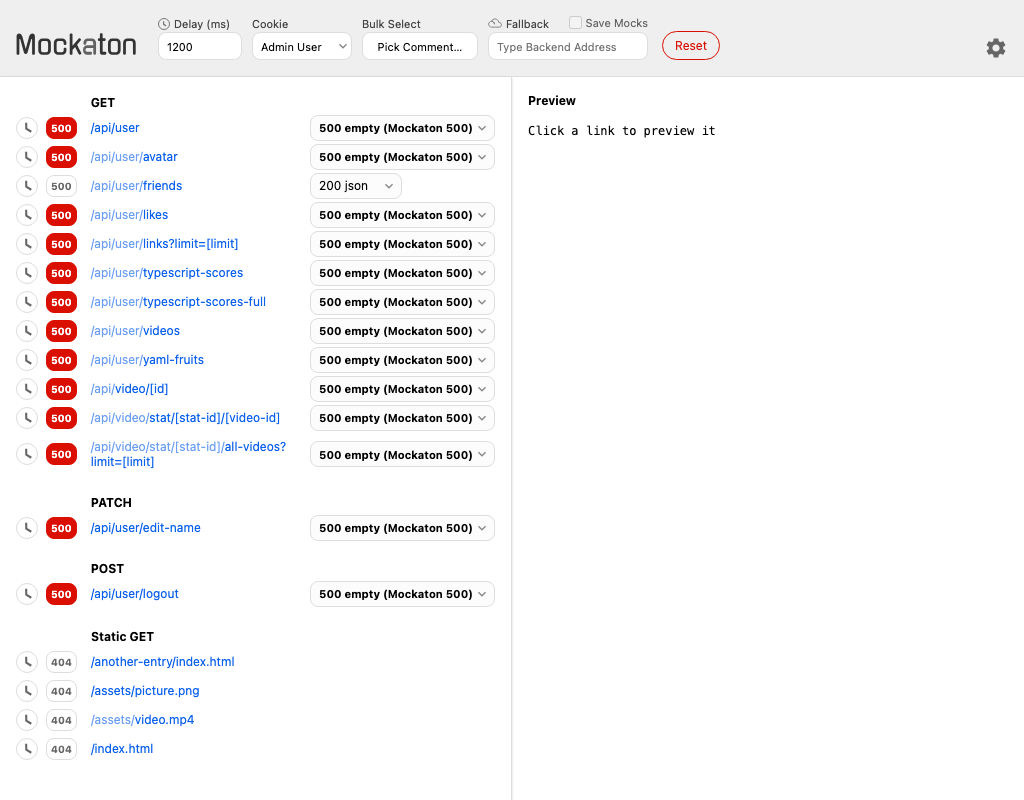 Mockaton
Delay (ms)
1200
Cookie
Admin User
Bulk Select
Pick Comment...
Fallback
Save Mocks
Type Backend Address
Reset
GET
500 /api/user 500 empty (Mockaton 500)
500 /api/user/avatar 500 empty (Mockaton 500)
500 /api/user/friends 200 json
500 /api/user/likes 500 empty (Mockaton 500)
500 /api/user/links?limit=[limit] 500 empty (Mockaton 500)
500 /api/user/typescript-scores 500 empty (Mockaton 500)
500 /api/user/typescript-scores-full 500 empty (Mockaton 500)
500 /api/user/videos 500 empty (Mockaton 500)
500 /api/user/yaml-fruits 500 empty (Mockaton 500)
500 /api/video/[id] 500 empty (Mockaton 500)
500 /api/video/stat/[stat-id]/[video-id] 500 empty (Mockaton 500)
500 /api/video/stat/[stat-id]/all-videos?
limit=[limit] 500 empty (Mockaton 500)
PATCH
500 /api/user/edit-name 500 empty (Mockaton 500)
POST
500 /api/user/logout 500 empty (Mockaton 500)
Static GET
404 /another-entry/index.html
404 /assets/picture.png
404 /assets/video.mp4
404 /index.html
Preview
Click a link to preview it